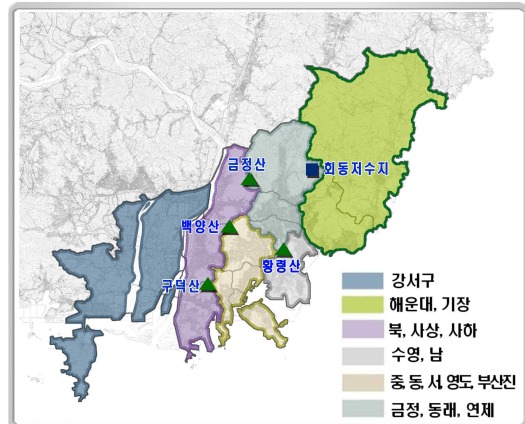 금정산
회동저수지
백양산
황령산
구덕산
강서구
해운대, 기장
북, 사상, 사하
수영, 남
중, 동, 서, 영도, 부산진
금정, 동래, 연제